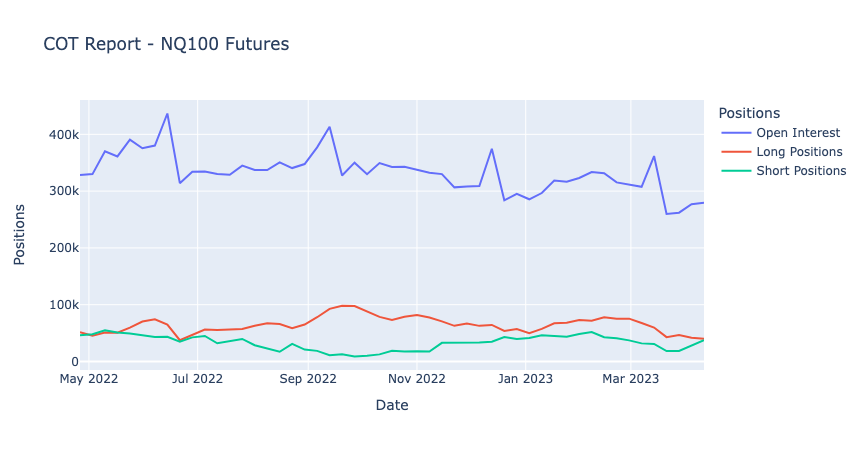 COT Report - NQ100 Futures
Positions
Open Interest
Long Positions
Short Positions
400k
300k
200k
100k
0
Positions
May 2022
Jul 2022
Sep 2022
Nov 2022
Jan 2023
Mar 2023
Date